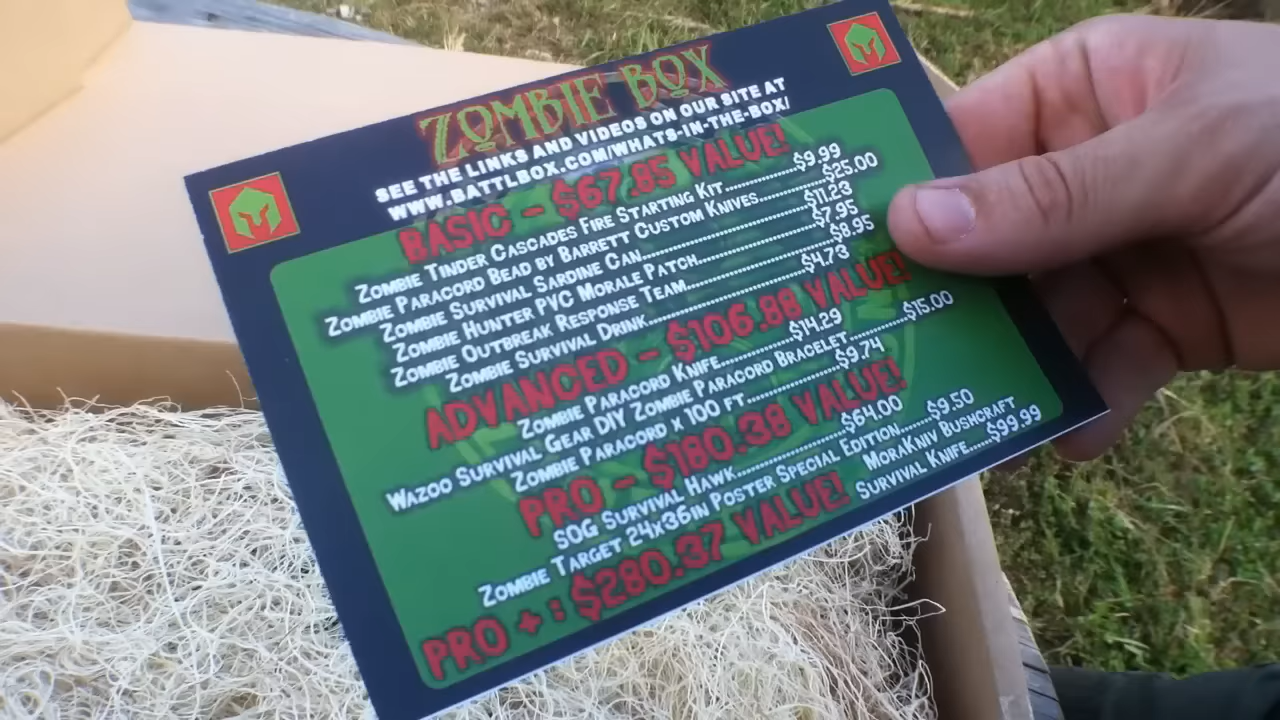 ZOMBIE BOX
SEE THE LINKS AND VIDEOS ON OUR SITE AT
WWW.BATTLBOX.COM/WHATS-IN-THE-BOX/
BASIC - $67.85 VALUE!
ZOMBIE TINDER CASCADES FIRE STARTING KIT..........$9.99
ZOMBIE PARACORD BEAD BY BARRETT CUSTOM KNIVES..........$25.00
ZOMBIE SURVIVAL SARDINE CAN..........$11.23
ZOMBIE HUNTER PVC MORALE PATCH..........$7.95
ZOMBIE OUTBREAK RESPONSE TEAM..........$8.95
ZOMBIE SURVIVAL DRINK..........$4.73
ADVANCED - $106.88 VALUE!
ZOMBIE PARACORD KNIFE..........$14.29
WAZOO SURVIVAL GEAR DIY ZOMBIE PARACORD BRACELET..........$15.00
ZOMBIE PARACORD X 100 FT..........$9.74
PRO - $180.38 VALUE!
SOG SURVIVAL HAWK..........$64.00
ZOMBIE TARGET 24X36IN POSTER SPECIAL EDITION..........$9.50
PRO + : $280.37 VALUE!
MORAKNIV BUSHCRAFT
SURVIVAL KNIFE..........$99.99